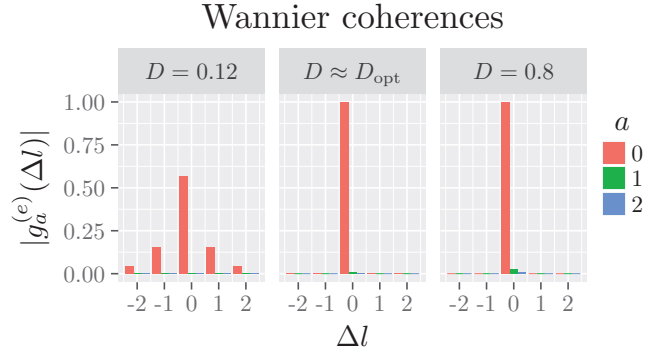 Wannier coherences
D = 0.12 D ≈ D_opt D = 0.8
|g_a^(e)(Δl)|
1.00
0.75
0.50
0.25
0.00
-2 -1 0 1 2 -2 -1 0 1 2 -2 -1 0 1 2
Δl
a
0
1
2